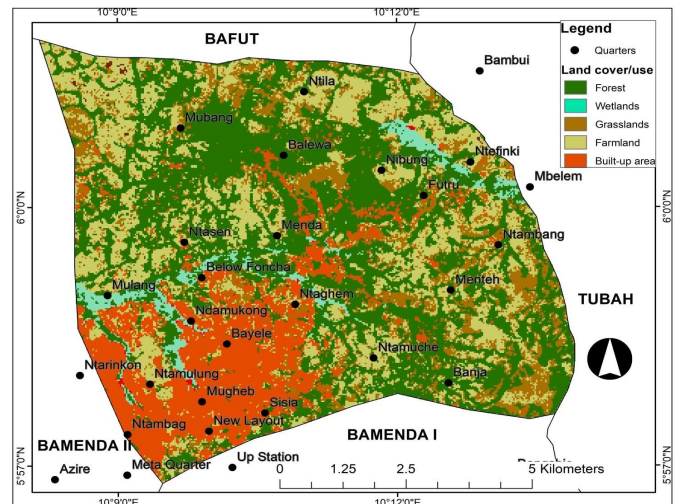 10°9'0"E
10°12'0"E
BAFUT
Legend
Quarters
Land cover/use
Forest
Wetlands
Grasslands
Farmland
Built-up area
Bambui
Ntila
Mubang
Balewa
Nibung
Ntefinki
Mbelem
Futru
6°0'0"N
6°0'0"N
Ntasen
Menda
Ntambang
Below Foncha
Mulang
Ntaghem
Menteh
TUBAH
Ndamukong
Bayele
Ntarinkon
Ntamulung
Ntamuche
Banja
Mugheb
Sisia
Ntambag
New Layout
BAMENDA II
BAMENDA I
Up Station
Azire
Meta Quarter
5°57'0"N
5°57'0"N
0 1.25 2.5 5 Kilometers
10°9'0"E
10°12'0"E